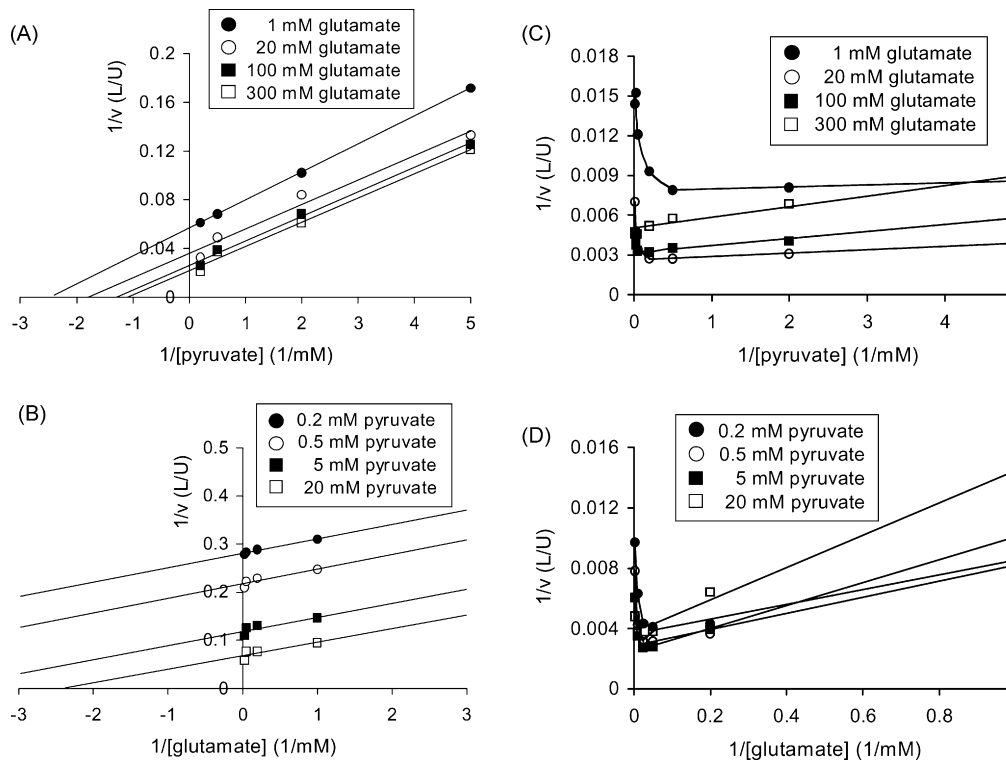 (A)
1 mM glutamate
20 mM glutamate
100 mM glutamate
300 mM glutamate
1/v (L/U)
0.2
0.16
0.12
0.08
0.04
0
-3 -2 -1 0 1 2 3 4 5
1/[pyruvate] (1/mM)
(C)
1 mM glutamate
20 mM glutamate
100 mM glutamate
300 mM glutamate
1/v (L/U)
0.018
0.015
0.012
0.009
0.006
0.003
0
0 1 2 3 4
1/[pyruvate] (1/mM)
(B)
0.2 mM pyruvate
0.5 mM pyruvate
5 mM pyruvate
20 mM pyruvate
1/v (L/U)
0.5
0.4
0.3
0.2
0.1
0
-3 -2 -1 0 1 2 3
1/[glutamate] (1/mM)
(D)
0.2 mM pyruvate
0.5 mM pyruvate
5 mM pyruvate
20 mM pyruvate
1/v (L/U)
0.016
0.012
0.008
0.004
0
0 0.2 0.4 0.6 0.8
1/[glutamate] (1/mM)